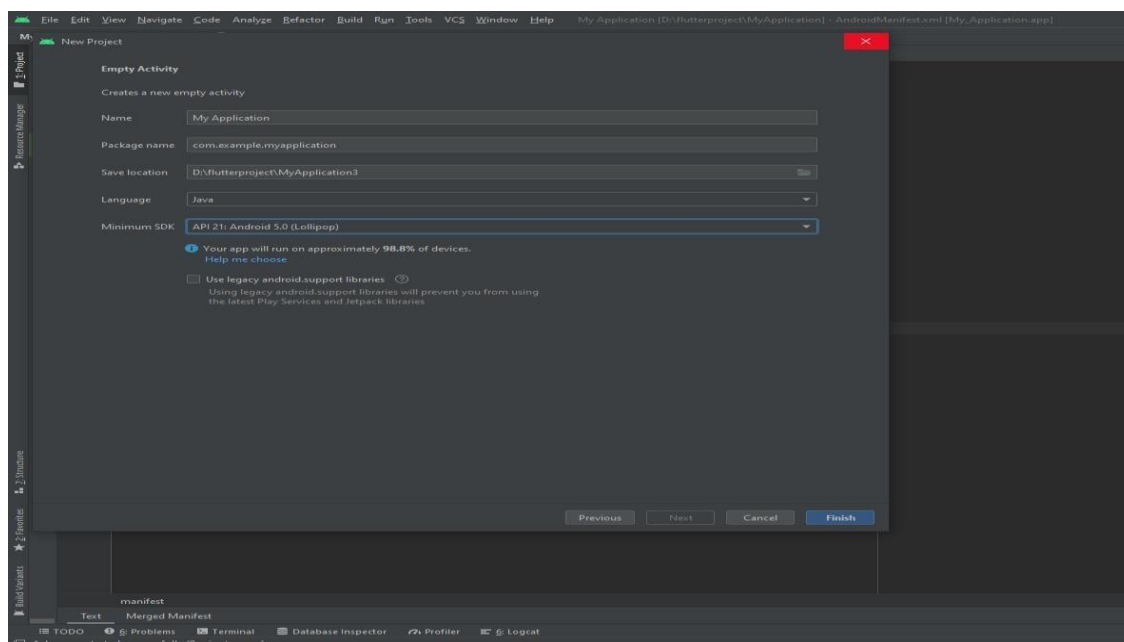 File Edit View Navigate Code Analyze Refactor Build Run Tools VCS Window Help My Application [D:\flutterproject\MyApplication] - AndroidManifest.xml [My_Application.app]
New Project
1: Project
Resource Manager
Empty Activity
Creates a new empty activity
Name My Application
Package name com.example.myapplication
Save location D:\flutterproject\MyApplication3
Language Java
Minimum SDK API 21: Android 5.0 (Lollipop)
Your app will run on approximately 98.8% of devices.
Help me choose
Use legacy android.support libraries ?
Using legacy android.support libraries will prevent you from using
the latest Play Services and Jetpack libraries
Z: Structure
2: Favorites
Build Variants
Previous Next Cancel Finish
manifest
Text Merged Manifest
TODO 6: Problems Terminal Database Inspector Profiler 6: Logcat